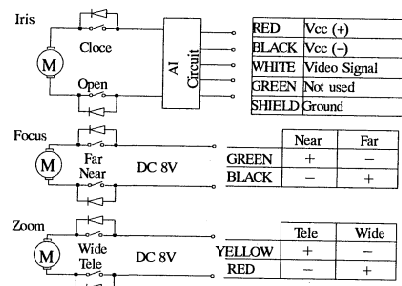 Iris
Cloce
M
Open
AI
Circuit
RED Vcc (+)
BLACK Vcc (-)
WHITE Video Signal
GREEN Not used
SHIELD Ground
Focus
M
Far
Near
DC 8V
Near Far
GREEN + −
BLACK − +
Zoom
M
Wide
Tele
DC 8V
Tele Wide
YELLOW + −
RED − +